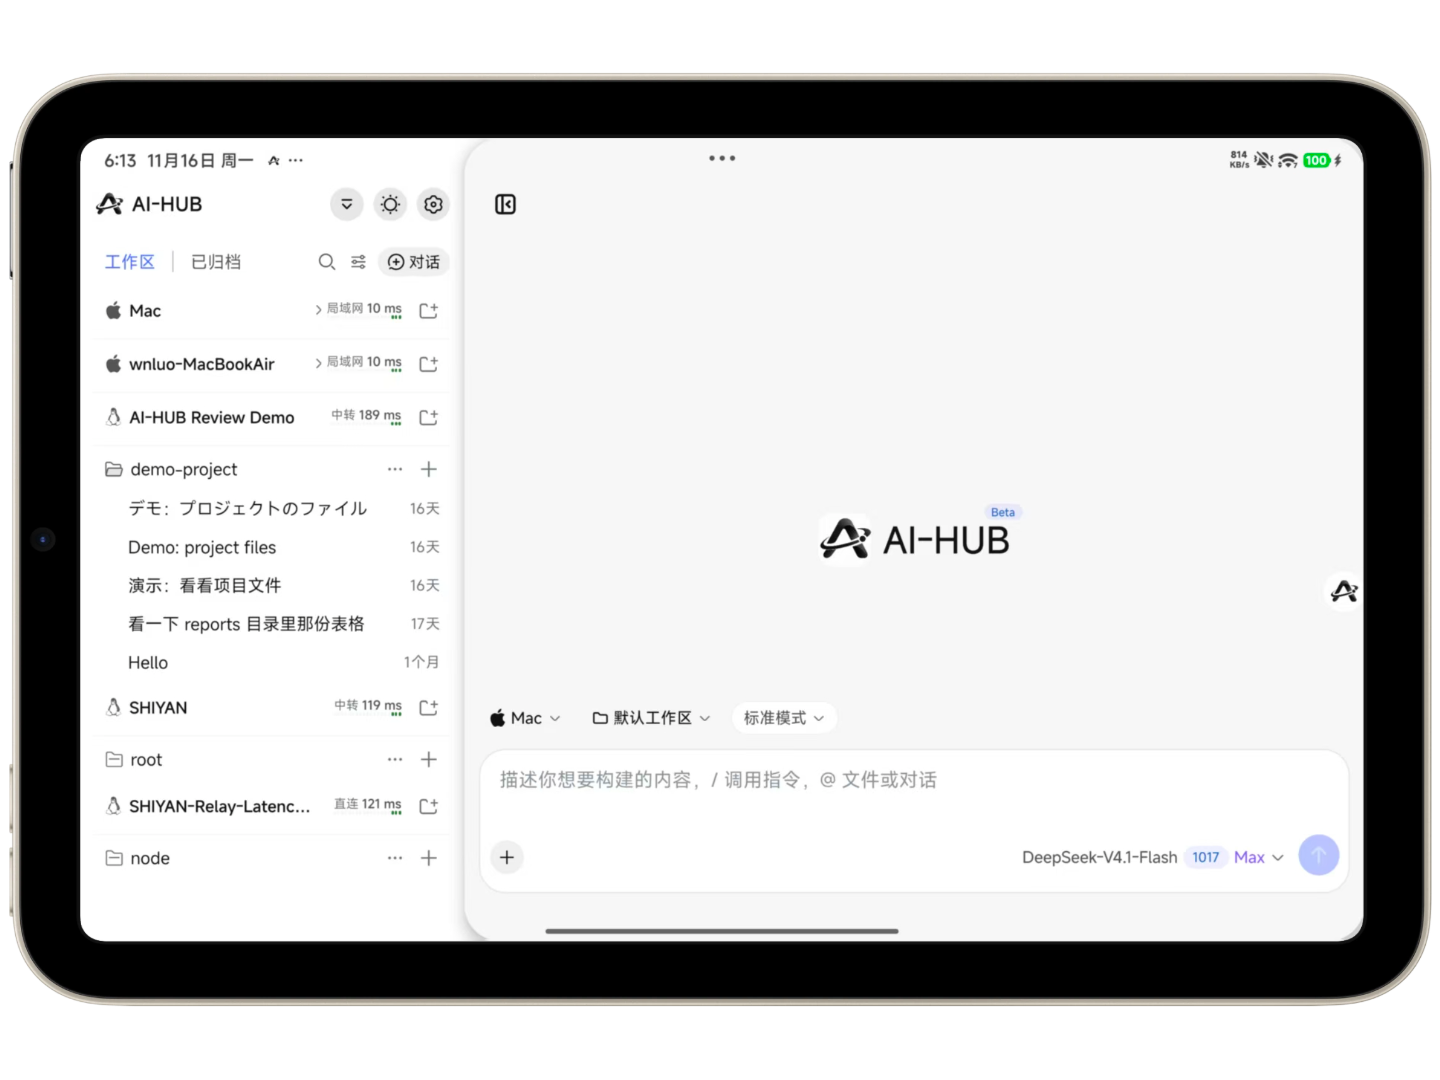 6:13 11月16日 周一 ···
814 KB/s 100
AI-HUB
工作区 已归档 对话
Mac 局域网 10 ms
wnluo-MacBookAir 局域网 10 ms
AI-HUB Review Demo 中转 189 ms
demo-project
デモ：プロジェクトのファイル 16天
Demo: project files 16天
演示：看看项目文件 16天
看一下 reports 目录里那份表格 17天
Hello 1个月
SHIYAN 中转 119 ms
root
SHIYAN-Relay-Latenc... 直连 121 ms
node
Beta
AI-HUB
Mac 默认工作区 标准模式
描述你想要构建的内容，/ 调用指令，@ 文件或对话
DeepSeek-V4.1-Flash 1017 Max